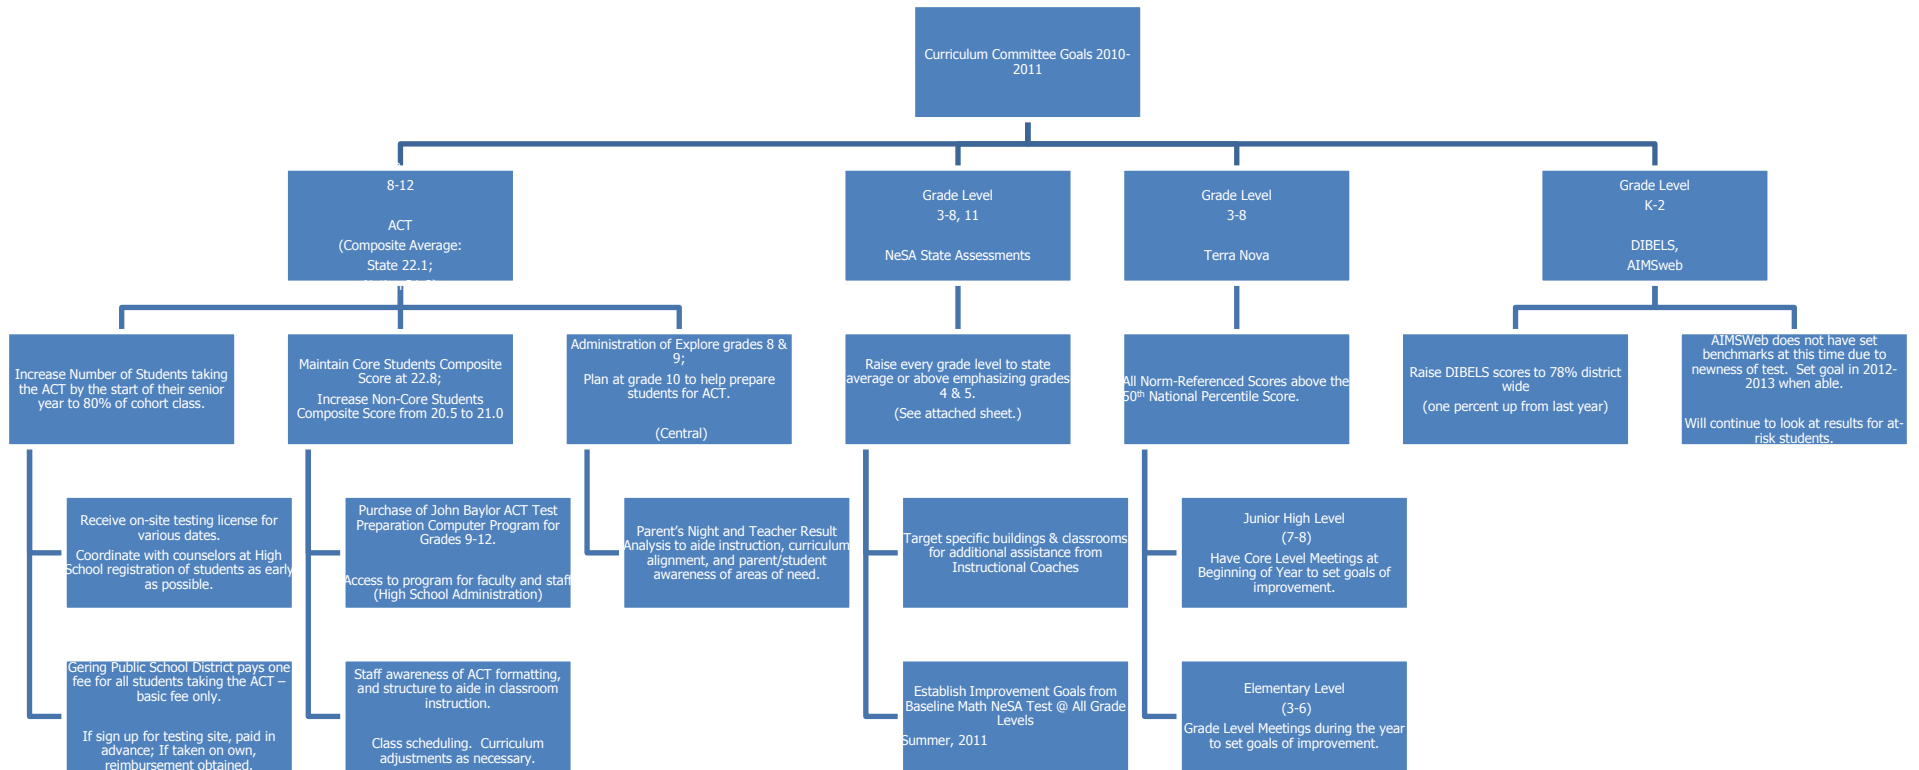 Curriculum Committee Goals 2010-
2011
8-12
ACT
(Composite Average:
State 22.1;
Grade Level
3-8, 11
NeSA State Assessments
Grade Level
3-8
Terra Nova
Grade Level
K-2
DIBELS,
AIMSweb
Increase Number of Students taking
the ACT by the start of their senior
year to 80% of cohort class.
Maintain Core Students Composite
Score at 22.8;
Increase Non-Core Students
Composite Score from 20.5 to 21.0
Administration of Explore grades 8 &
9;
Plan at grade 10 to help prepare
students for ACT.
(Central)
Raise every grade level to state
average or above emphasizing grades
4 & 5.
(See attached sheet.)
All Norm-Referenced Scores above the
50th National Percentile Score.
Raise DIBELS scores to 78% district
wide
(one percent up from last year)
AIMSWeb does not have set
benchmarks at this time due to
newness of test. Set goal in 2012-
2013 when able.
Will continue to look at results for at-
risk students.
Receive on-site testing license for
various dates.
Coordinate with counselors at High
School registration of students as early
as possible.
Purchase of John Baylor ACT Test
Preparation Computer Program for
Grades 9-12.
Access to program for faculty and staff
(High School Administration)
Parent's Night and Teacher Result
Analysis to aide instruction, curriculum
alignment, and parent/student
awareness of areas of need.
Target specific buildings & classrooms
for additional assistance from
Instructional Coaches
Junior High Level
(7-8)
Have Core Level Meetings at
Beginning of Year to set goals of
improvement.
Gering Public School District pays one
fee for all students taking the ACT –
basic fee only.
If sign up for testing site, paid in
advance; If taken on own,
reimbursement obtained.
Staff awareness of ACT formatting,
and structure to aide in classroom
instruction.
Class scheduling. Curriculum
adjustments as necessary.
Establish Improvement Goals from
Baseline Math NeSA Test @ All Grade
Levels
Summer, 2011
Elementary Level
(3-6)
Grade Level Meetings during the year
to set goals of improvement.